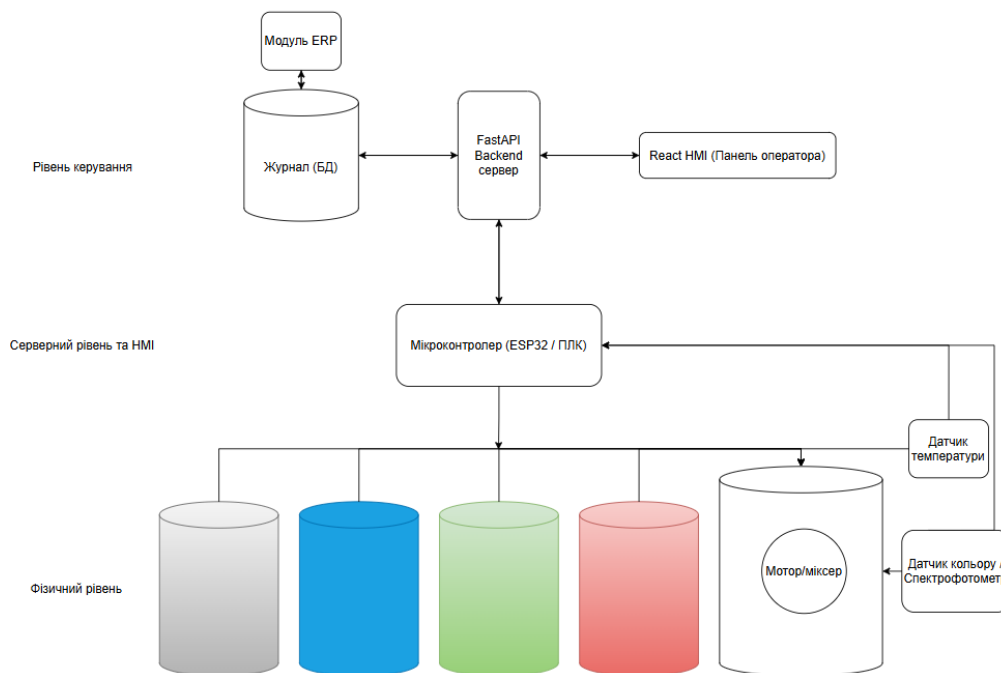 Модуль ERP
FastAPI
Backend
сервер
Рівень керування
Журнал (БД)
React HMI (Панель оператора)
Серверний рівень та HMI
Мікроконтролер (ESP32 / ПЛК)
Датчик
температури
Фізичний рівень
Мотор/міксер
Датчик кольору /
Спектрофотомет